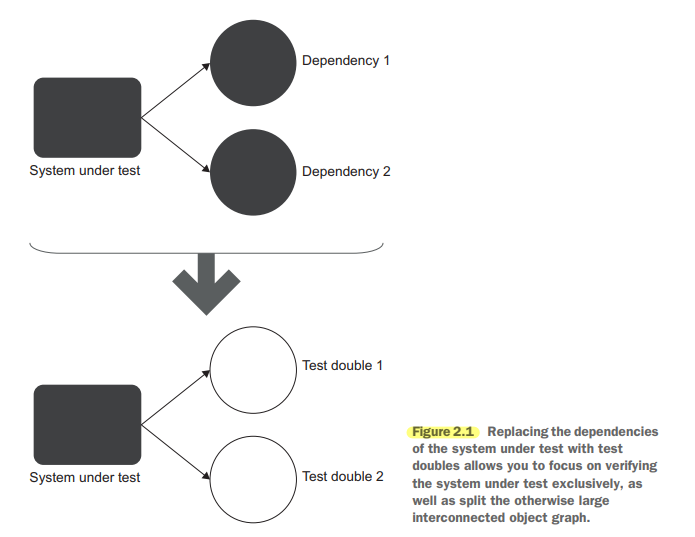 Dependency 1
System under test
Dependency 2
Test double 1
System under test
Test double 2
Figure 2.1 Replacing the dependencies
of the system under test with test
doubles allows you to focus on verifying
the system under test exclusively, as
well as split the otherwise large
interconnected object graph.